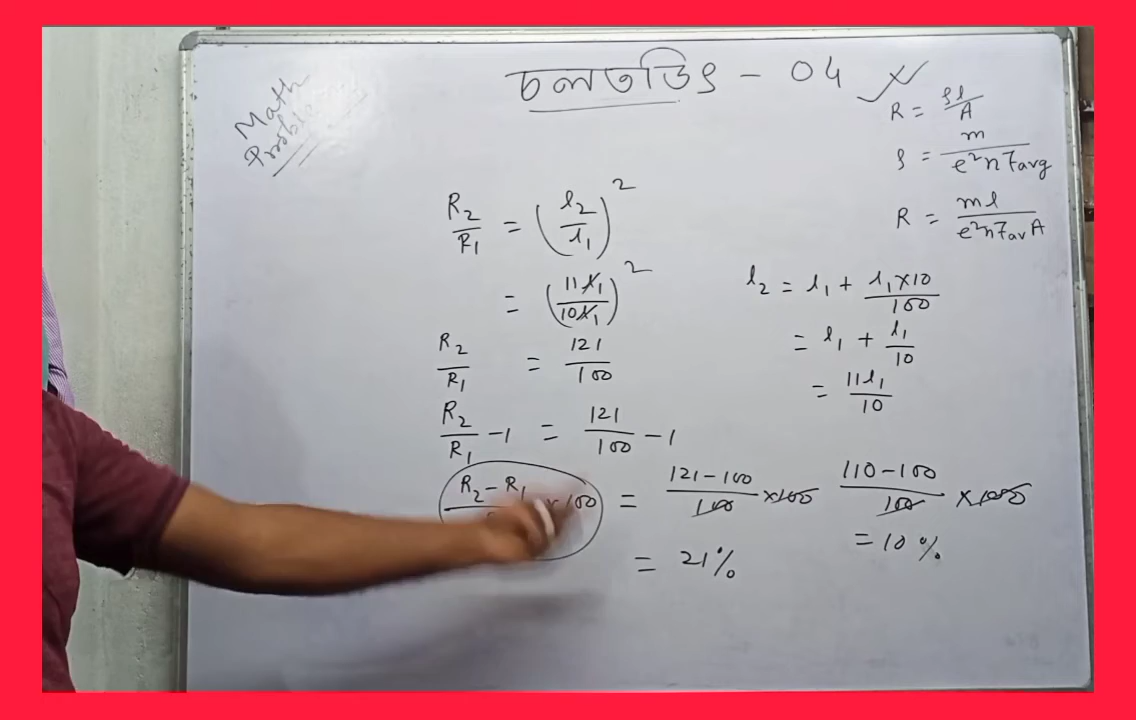 চলতড়িৎ - 04
Math
Proble
R = ρl/A
ρ = m/e²nτavg
R = ml/e²nτavA
R₂/R₁ = (l₂/l₁)²
= (11l₁/10l₁)²
R₂/R₁ = 121/100
R₂/R₁ - 1 = 121/100 - 1
R₂-R₁ ×100 = 121-100/100 ×100
= 21%
l₂ = l₁ + l₁×10/100
= l₁ + l₁/10
= 11l₁/10
110-100/100 ×100
= 10%